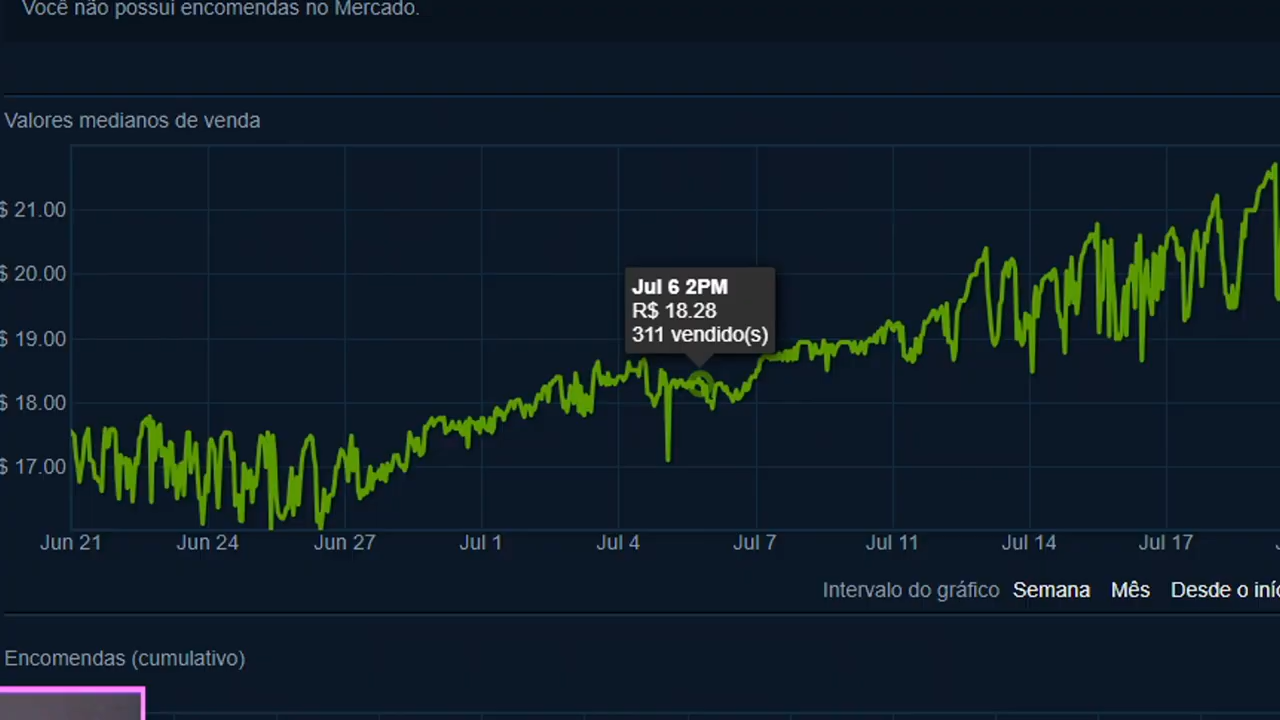 Você não possui encomendas no Mercado.
Valores medianos de venda
$ 21.00
$ 20.00
$ 19.00
$ 18.00
$ 17.00
Jul 6 2PM
R$ 18.28
311 vendido(s)
Jun 21 Jun 24 Jun 27 Jul 1 Jul 4 Jul 7 Jul 11 Jul 14 Jul 17
Intervalo do gráfico Semana Mês Desde o
Encomendas (cumulativo)